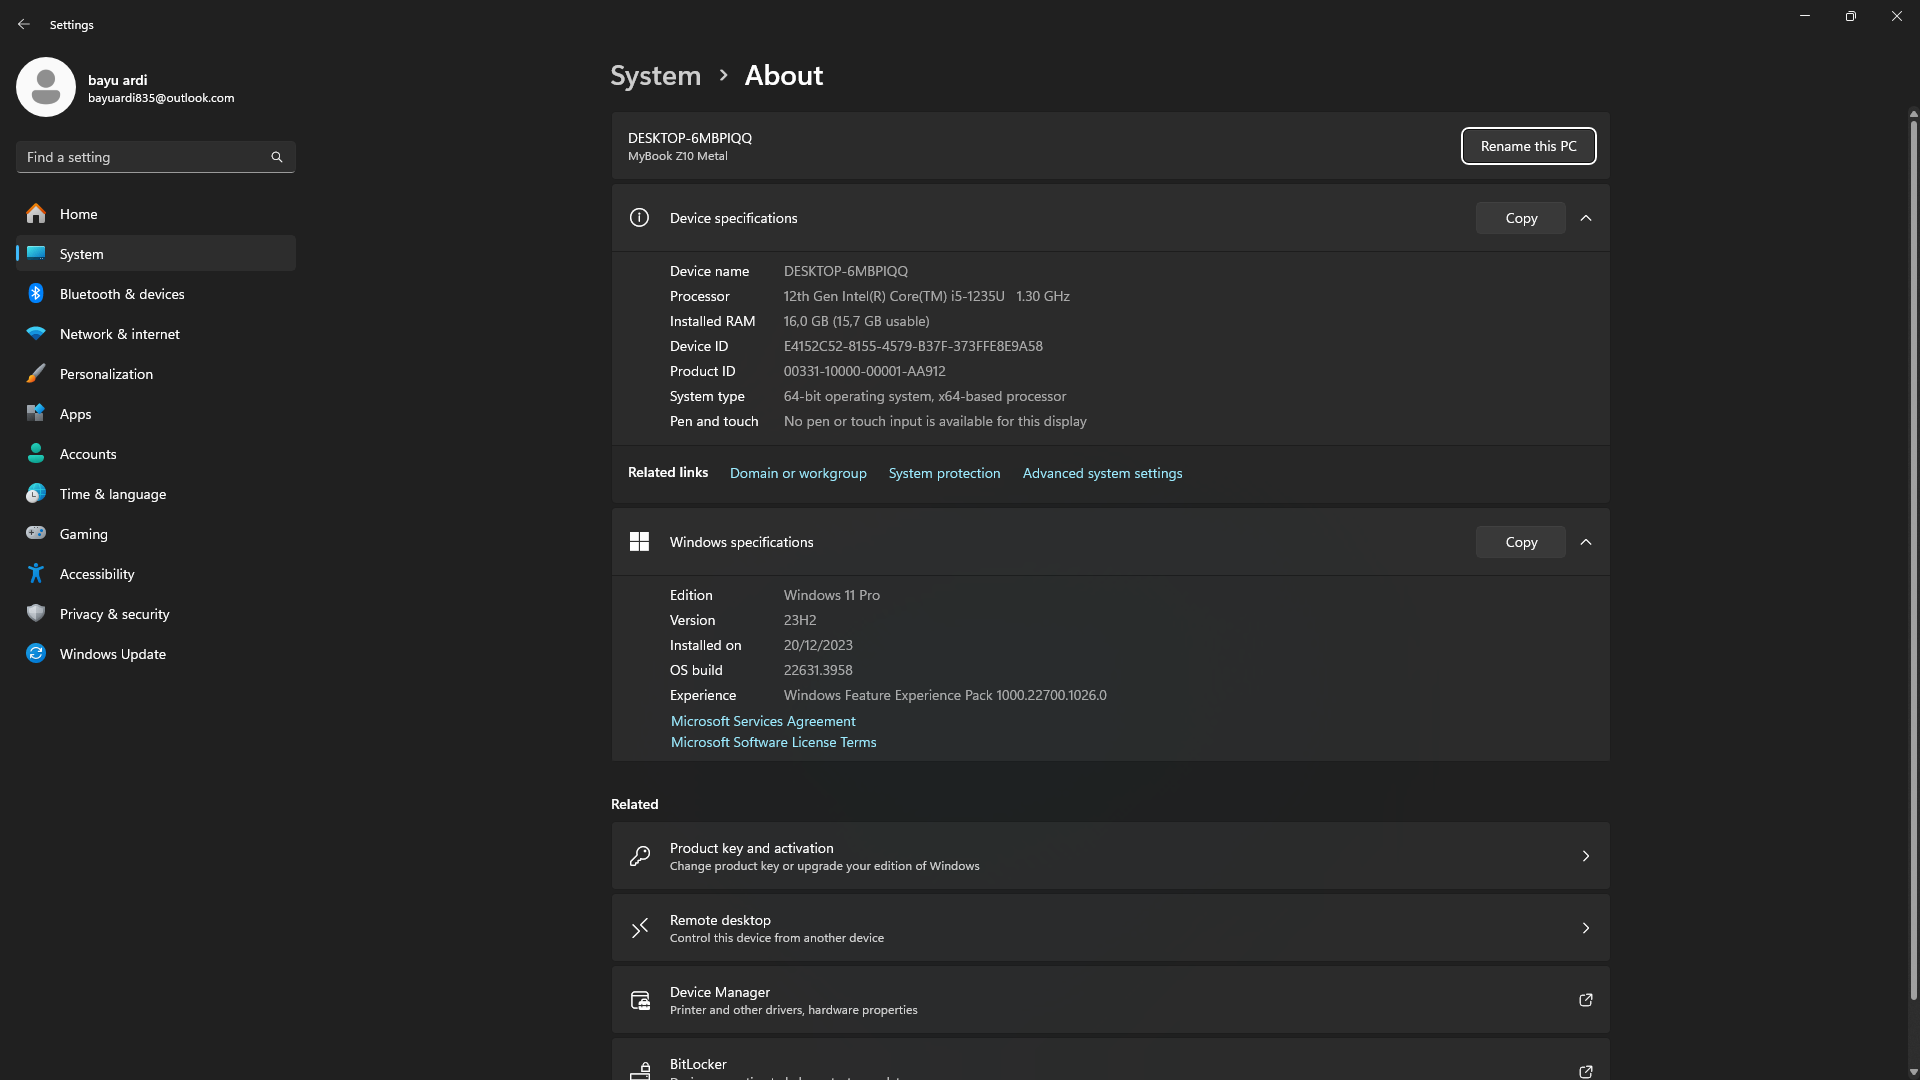 Settings
bayu ardi
bayuardi835@outlook.com
Find a setting
Home
System
Bluetooth & devices
Network & internet
Personalization
Apps
Accounts
Time & language
Gaming
Accessibility
Privacy & security
Windows Update
System > About
DESKTOP-6MBPIQQ
MyBook Z10 Metal
Rename this PC
Device specifications
Copy
Device name DESKTOP-6MBPIQQ
Processor 12th Gen Intel(R) Core(TM) i5-1235U 1.30 GHz
Installed RAM 16,0 GB (15,7 GB usable)
Device ID E4152C52-8155-4579-B37F-373FFE8E9A58
Product ID 00331-10000-00001-AA912
System type 64-bit operating system, x64-based processor
Pen and touch No pen or touch input is available for this display
Related links Domain or workgroup System protection Advanced system settings
Windows specifications
Copy
Edition Windows 11 Pro
Version 23H2
Installed on 20/12/2023
OS build 22631.3958
Experience Windows Feature Experience Pack 1000.22700.1026.0
Microsoft Services Agreement
Microsoft Software License Terms
Related
Product key and activation
Change product key or upgrade your edition of Windows
Remote desktop
Control this device from another device
Device Manager
Printer and other drivers, hardware properties
BitLocker